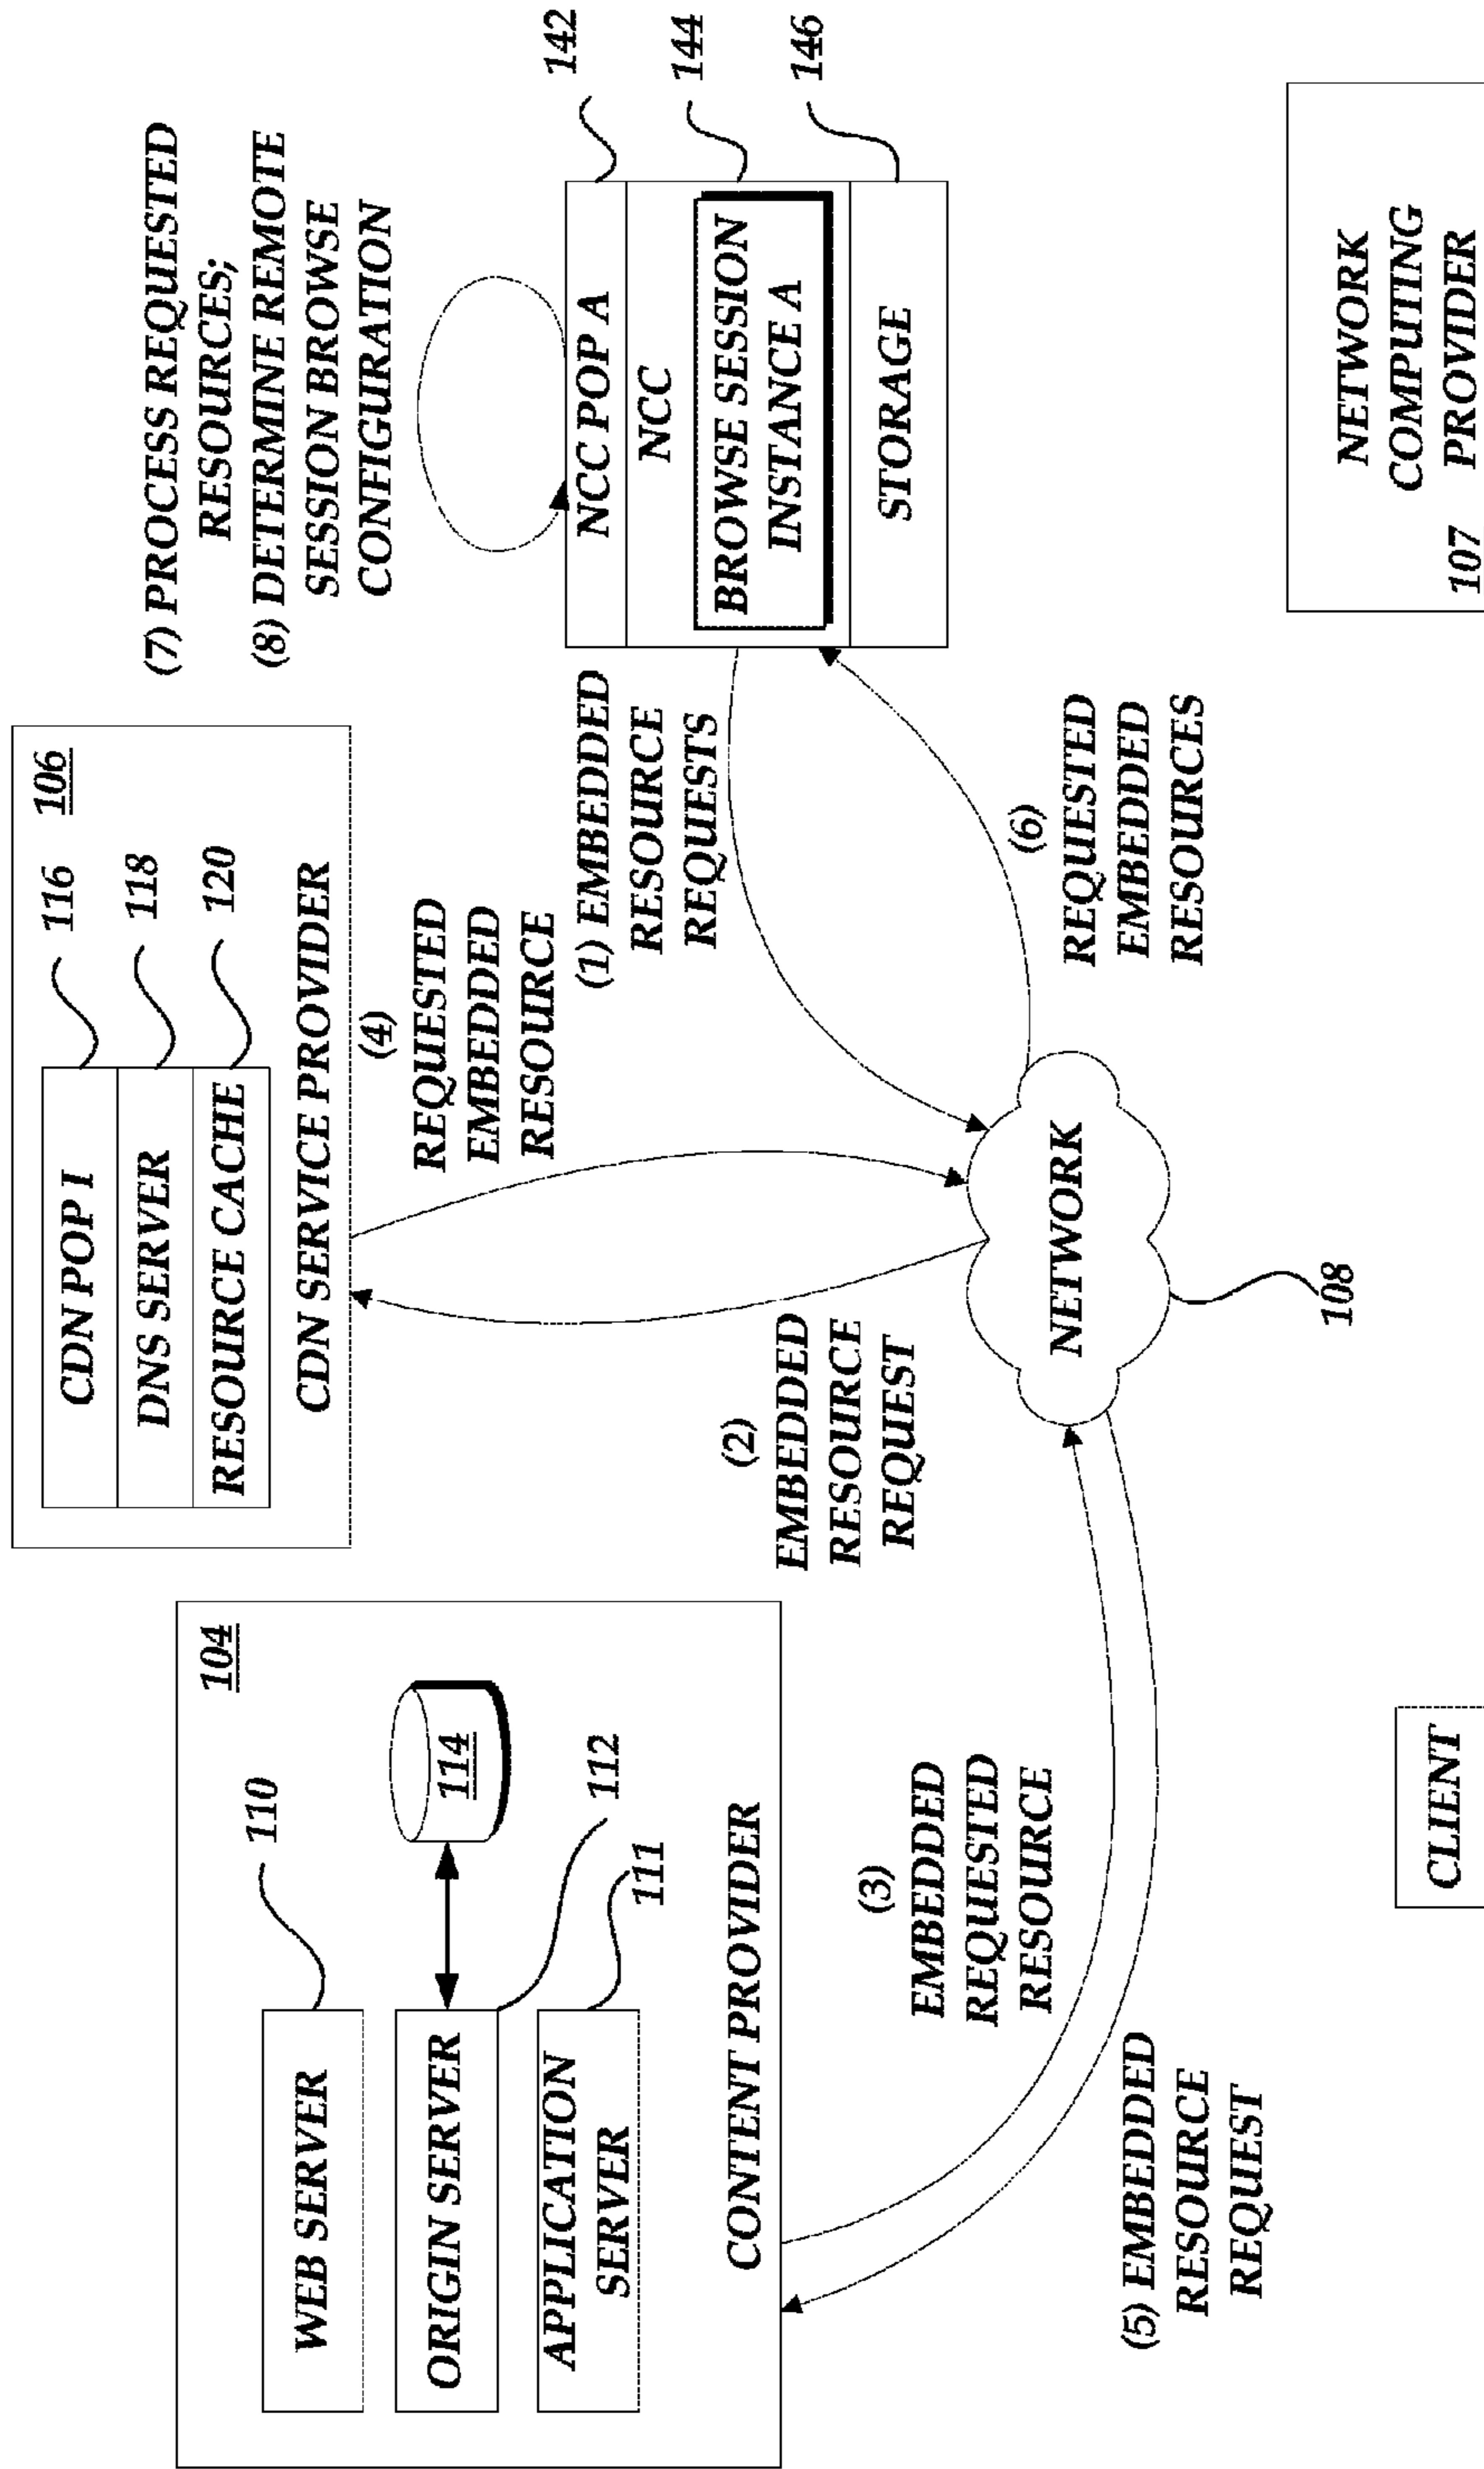 104
WEB SERVER
110
ORIGIN SERVER
114
112
APPLICATION
SERVER
111
CONTENT PROVIDER
106
CDN POP I
116
DNS SERVER
118
RESOURCE CACHE
120
CDN SERVICE PROVIDER
(7) PROCESS REQUESTED
RESOURCES;
(8) DETERMINE REMOTE
SESSION BROWSE
CONFIGURATION
NCC POP A
142
NCC
144
BROWSE SESSION
INSTANCE A
STORAGE
146
(4)
REQUESTED
EMBEDDED
RESOURCE
(1) EMBEDDED
RESOURCE
REQUESTS
(2)
EMBEDDED
RESOURCE
REQUEST
(3)
EMBEDDED
REQUESTED
RESOURCE
(5) EMBEDDED
RESOURCE
REQUEST
(6)
REQUESTED
EMBEDDED
RESOURCES
NETWORK
108
CLIENT
NETWORK
COMPUTING
107 PROVIDER